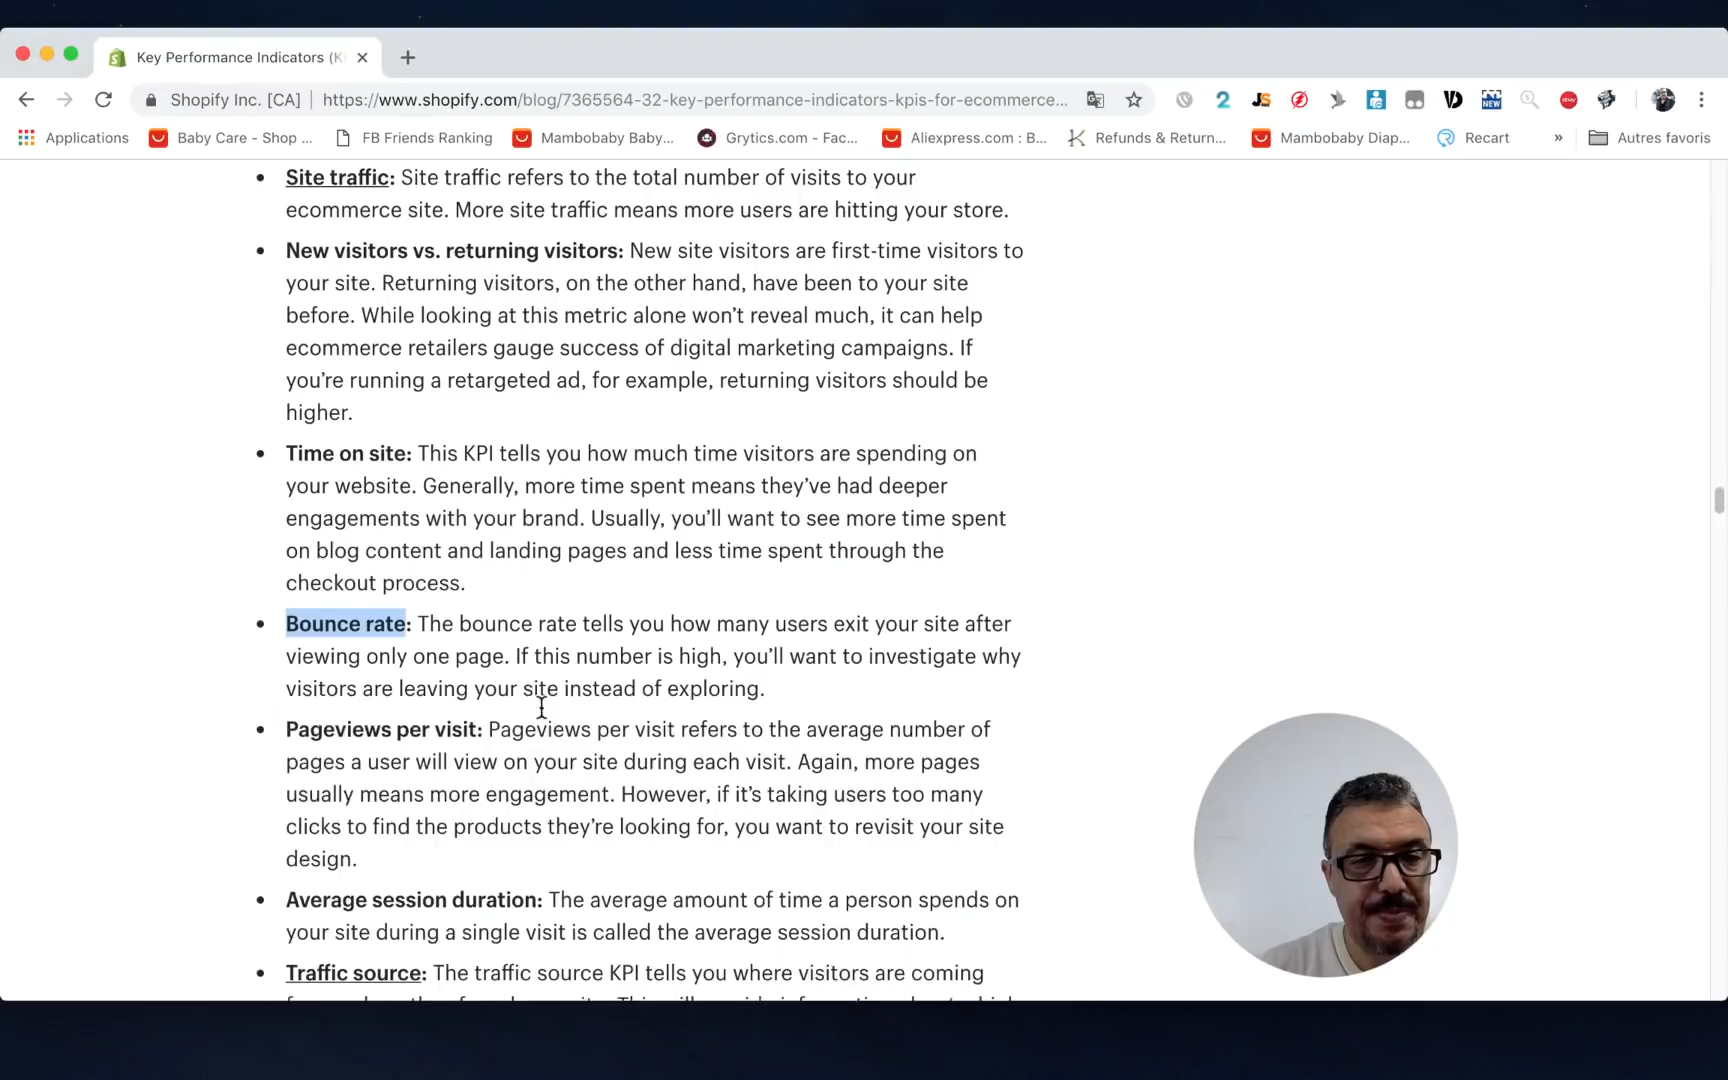 Key Performance Indicators (K
Shopify Inc. [CA] | https://www.shopify.com/blog/7365564-32-key-performance-indicators-kpis-for-ecommerce...
2 JS VD NEW ebay
Applications Baby Care - Shop ... FB Friends Ranking Mambobaby Baby... Grytics.com - Fac... Aliexpress.com : B... Refunds & Return... Mambobaby Diap... Recart » Autres favoris
• Site traffic: Site traffic refers to the total number of visits to your
ecommerce site. More site traffic means more users are hitting your store.
• New visitors vs. returning visitors: New site visitors are first-time visitors to
your site. Returning visitors, on the other hand, have been to your site
before. While looking at this metric alone won’t reveal much, it can help
ecommerce retailers gauge success of digital marketing campaigns. If
you’re running a retargeted ad, for example, returning visitors should be
higher.
• Time on site: This KPI tells you how much time visitors are spending on
your website. Generally, more time spent means they’ve had deeper
engagements with your brand. Usually, you’ll want to see more time spent
on blog content and landing pages and less time spent through the
checkout process.
• Bounce rate: The bounce rate tells you how many users exit your site after
viewing only one page. If this number is high, you’ll want to investigate why
visitors are leaving your site instead of exploring.
• Pageviews per visit: Pageviews per visit refers to the average number of
pages a user will view on your site during each visit. Again, more pages
usually means more engagement. However, if it’s taking users too many
clicks to find the products they’re looking for, you want to revisit your site
design.
• Average session duration: The average amount of time a person spends on
your site during a single visit is called the average session duration.
• Traffic source: The traffic source KPI tells you where visitors are coming